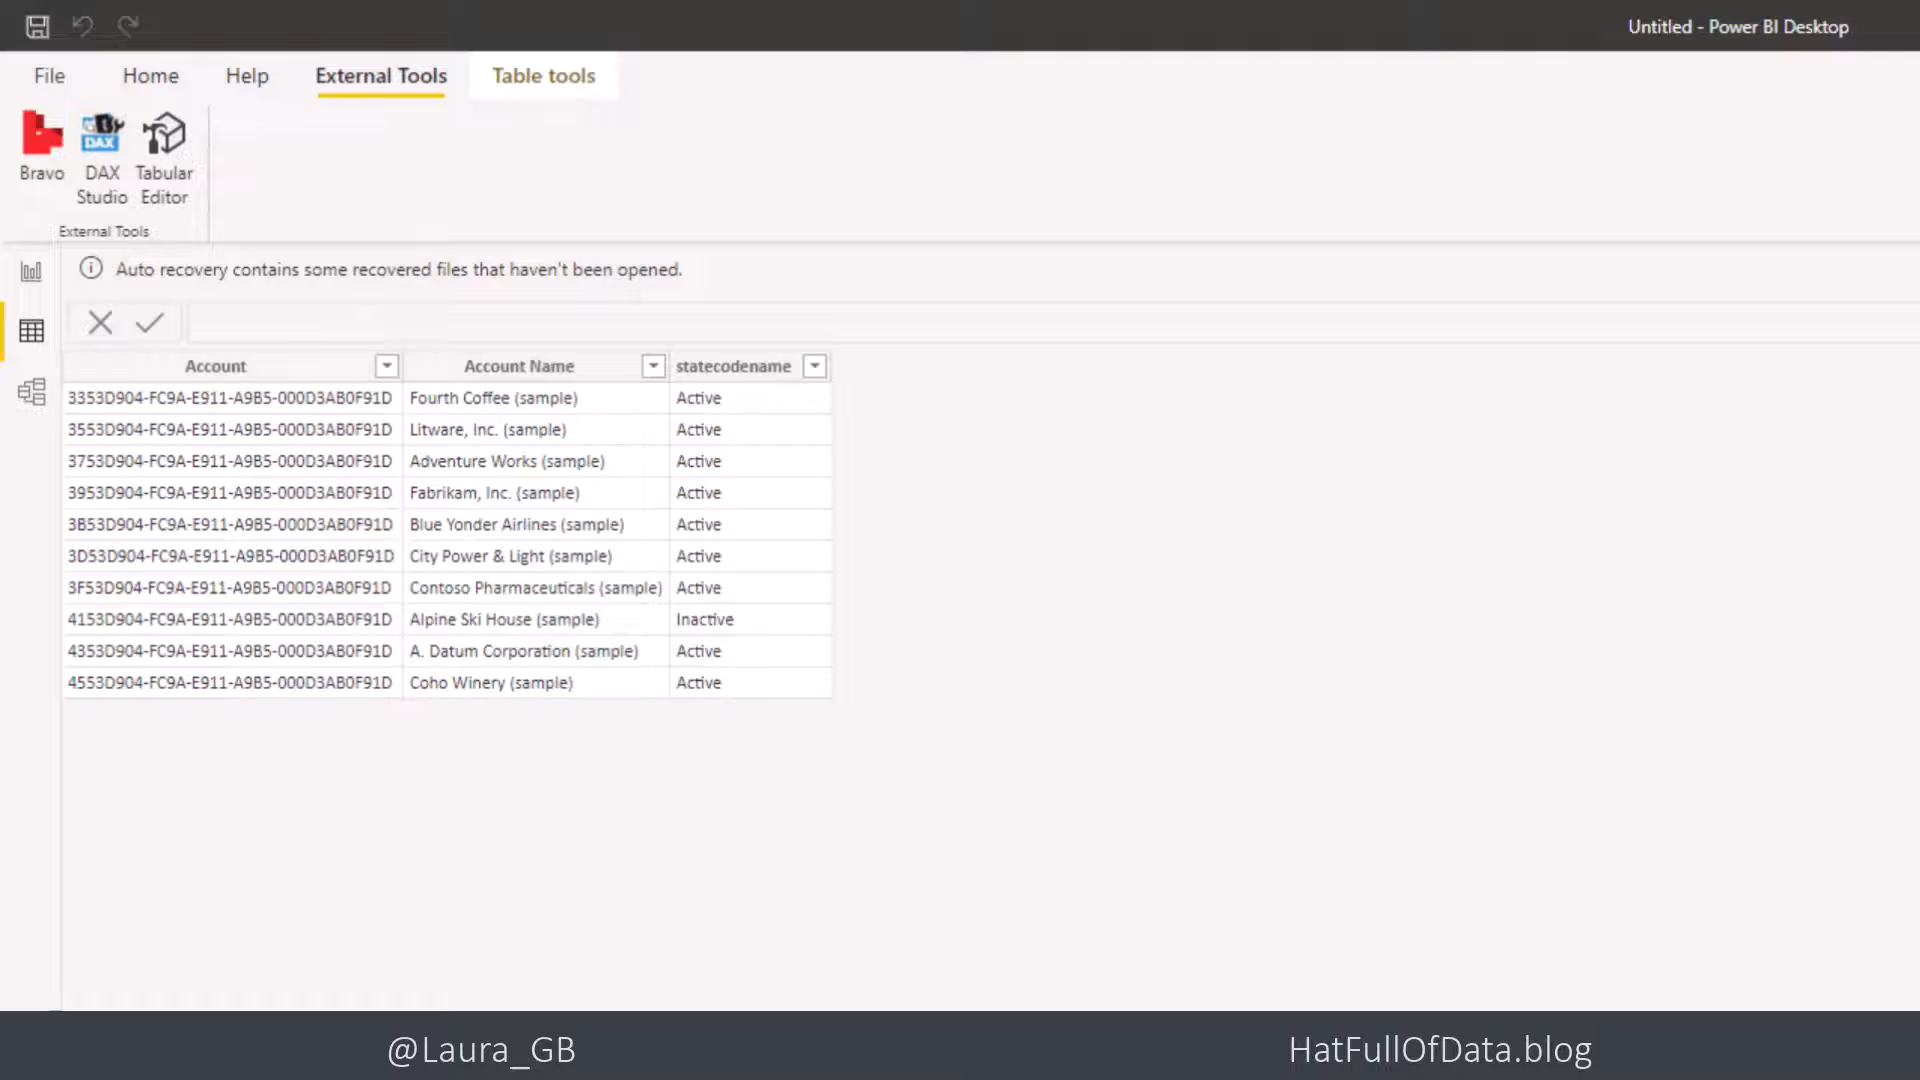 Untitled - Power BI Desktop
File Home Help External Tools Table tools
Bravo DAX Studio Tabular Editor
External Tools
Auto recovery contains some recovered files that haven't been opened.
Account Account Name statecodename
3353D904-FC9A-E911-A9B5-000D3AB0F91D Fourth Coffee (sample) Active
3553D904-FC9A-E911-A9B5-000D3AB0F91D Litware, Inc. (sample) Active
3753D904-FC9A-E911-A9B5-000D3AB0F91D Adventure Works (sample) Active
3953D904-FC9A-E911-A9B5-000D3AB0F91D Fabrikam, Inc. (sample) Active
3B53D904-FC9A-E911-A9B5-000D3AB0F91D Blue Yonder Airlines (sample) Active
3D53D904-FC9A-E911-A9B5-000D3AB0F91D City Power & Light (sample) Active
3F53D904-FC9A-E911-A9B5-000D3AB0F91D Contoso Pharmaceuticals (sample) Active
4153D904-FC9A-E911-A9B5-000D3AB0F91D Alpine Ski House (sample) Inactive
4353D904-FC9A-E911-A9B5-000D3AB0F91D A. Datum Corporation (sample) Active
4553D904-FC9A-E911-A9B5-000D3AB0F91D Coho Winery (sample) Active
@Laura_GB HatFullOfData.blog